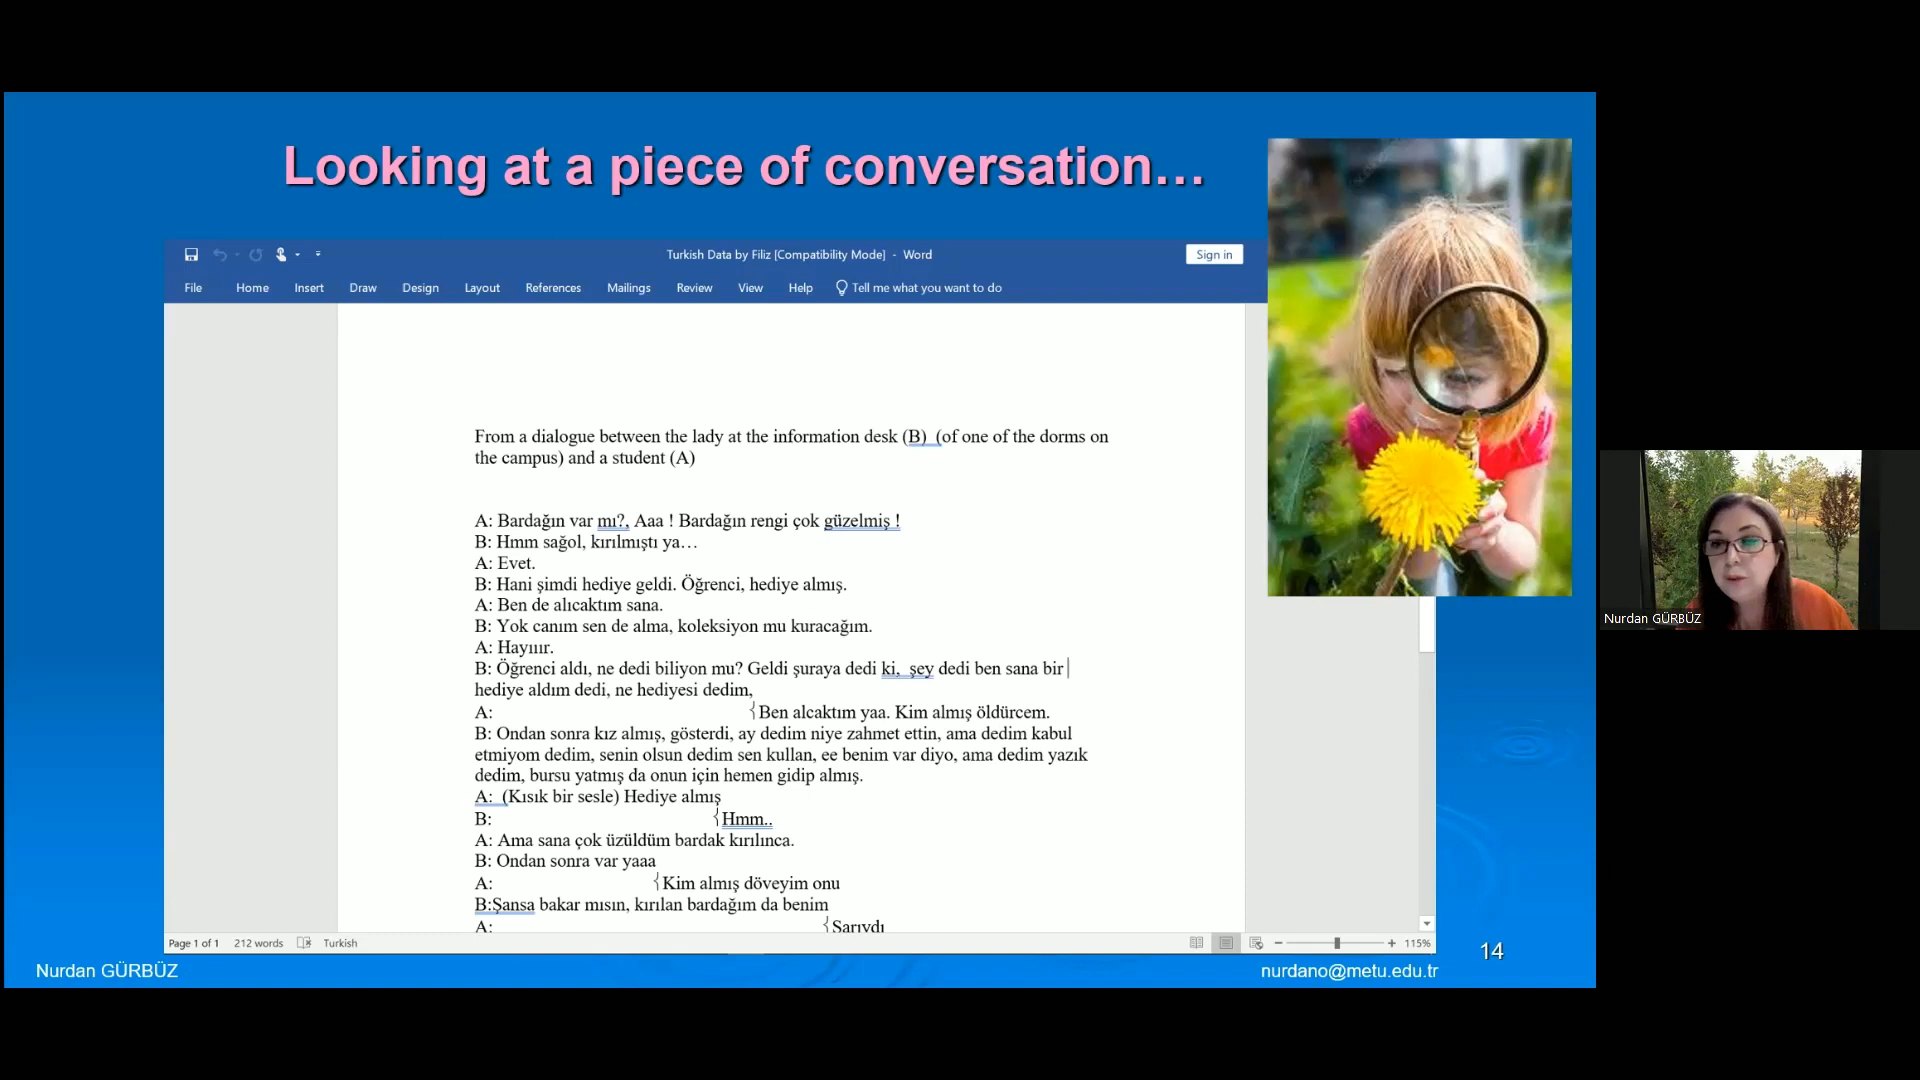 Looking at a piece of conversation…
Turkish Data by Filiz [Compatibility Mode] - Word
Sign in
File Home Insert Draw Design Layout References Mailings Review View Help Tell me what you want to do
From a dialogue between the lady at the information desk (B) (of one of the dorms on
the campus) and a student (A)
A: Bardağın var mı?, Aaa ! Bardağın rengi çok güzelmiş !
B: Hmm sağol, kırılmıştı ya…
A: Evet.
B: Hani şimdi hediye geldi. Öğrenci, hediye almış.
A: Ben de alıcaktım sana.
B: Yok canım sen de alma, koleksiyon mu kuracağım.
A: Hayıııır.
B: Öğrenci aldı, ne dedi biliyon mu? Geldi şuraya dedi ki, şey dedi ben sana bir
hediye aldım dedi, ne hediyesi dedim,
A: {Ben alcaktım yaa. Kim almış öldürcem.
B: Ondan sonra kız almış, gösterdi, ay dedim niye zahmet ettin, ama dedim kabul
etmiyom dedim, senin olsun dedim sen kullan, ee benim var diyo, ama dedim yazık
dedim, bursu yatmış da onun için hemen gidip almış.
A: (Kısık bir sesle) Hediye almış
B: {Hmm..
A: Ama sana çok üzüldüm bardak kırılınca.
B: Ondan sonra var yaaa
A: {Kim almış döveyim onu
B:Şansa bakar mısın, kırılan bardağım da benim
A: {Sarıydı
Page 1 of 1 212 words Turkish 115%
Nurdan GÜRBÜZ
nurdano@metu.edu.tr
14
Nurdan GÜRBÜZ